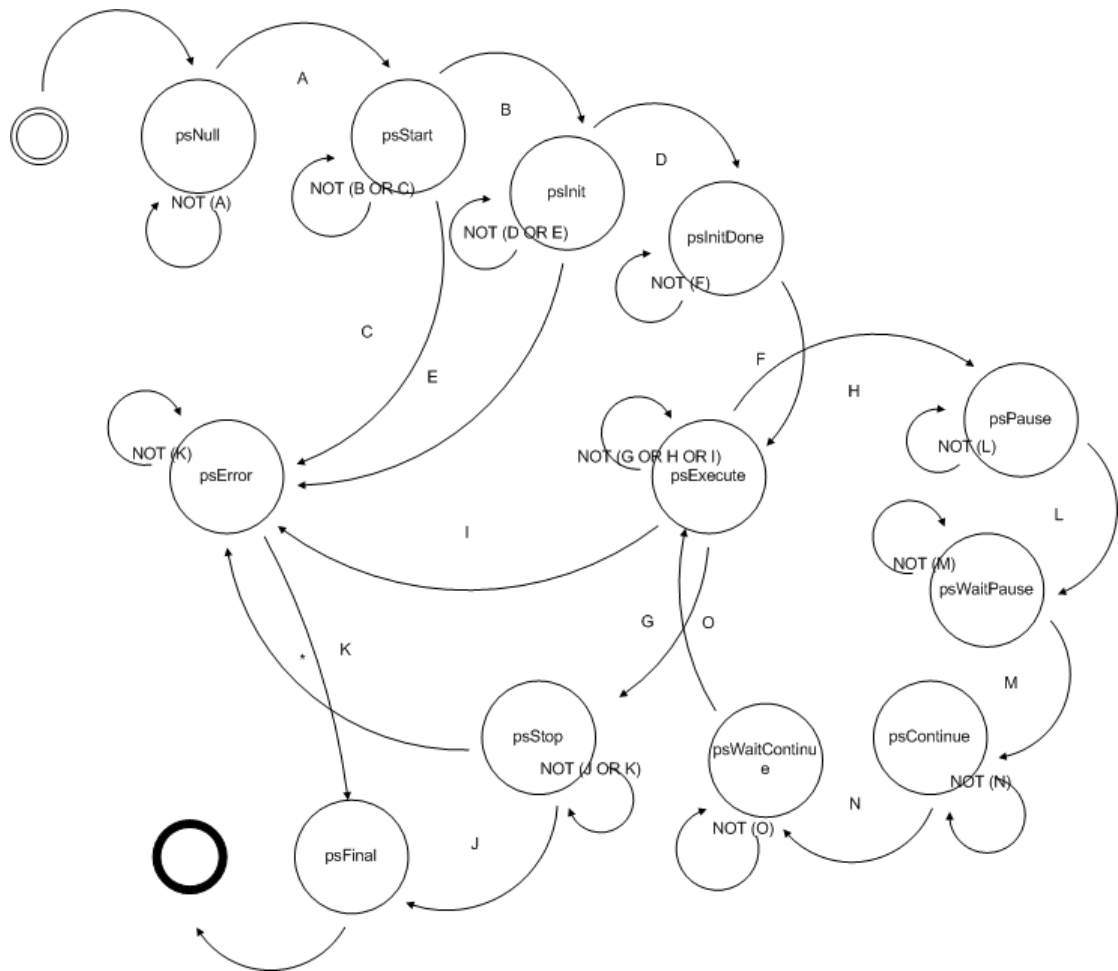 A
B
psNull
psStart
D
psInit
NOT (B OR C)
NOT (A)
NOT (D OR E)
psInitDone
NOT (F)
C
F
E
H
psPause
NOT (L)
NOT (K)
NOT (G OR H OR I)
psError
psExecute
L
I
NOT (M)
psWaitPause
G
O
K
*
M
psStop
psContinue
psWaitContinu
e
NOT (J OR K)
NOT (N)
N
NOT (O)
J
psFinal